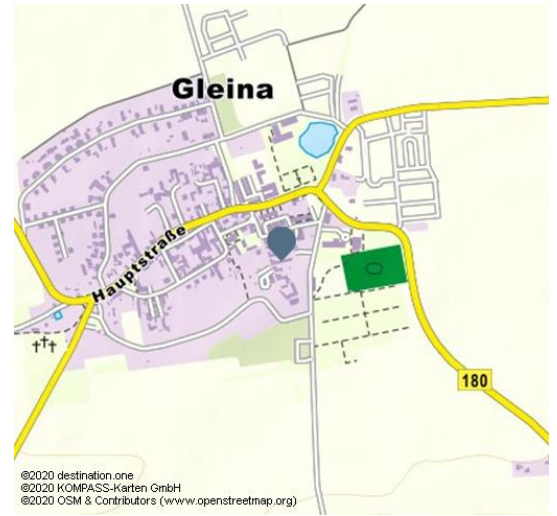 Gleina
Hauptstraße
180
©2020 destination.one
©2020 KOMPASS-Karten GmbH
©2020 OSM & Contributors (www.openstreetmap.org)